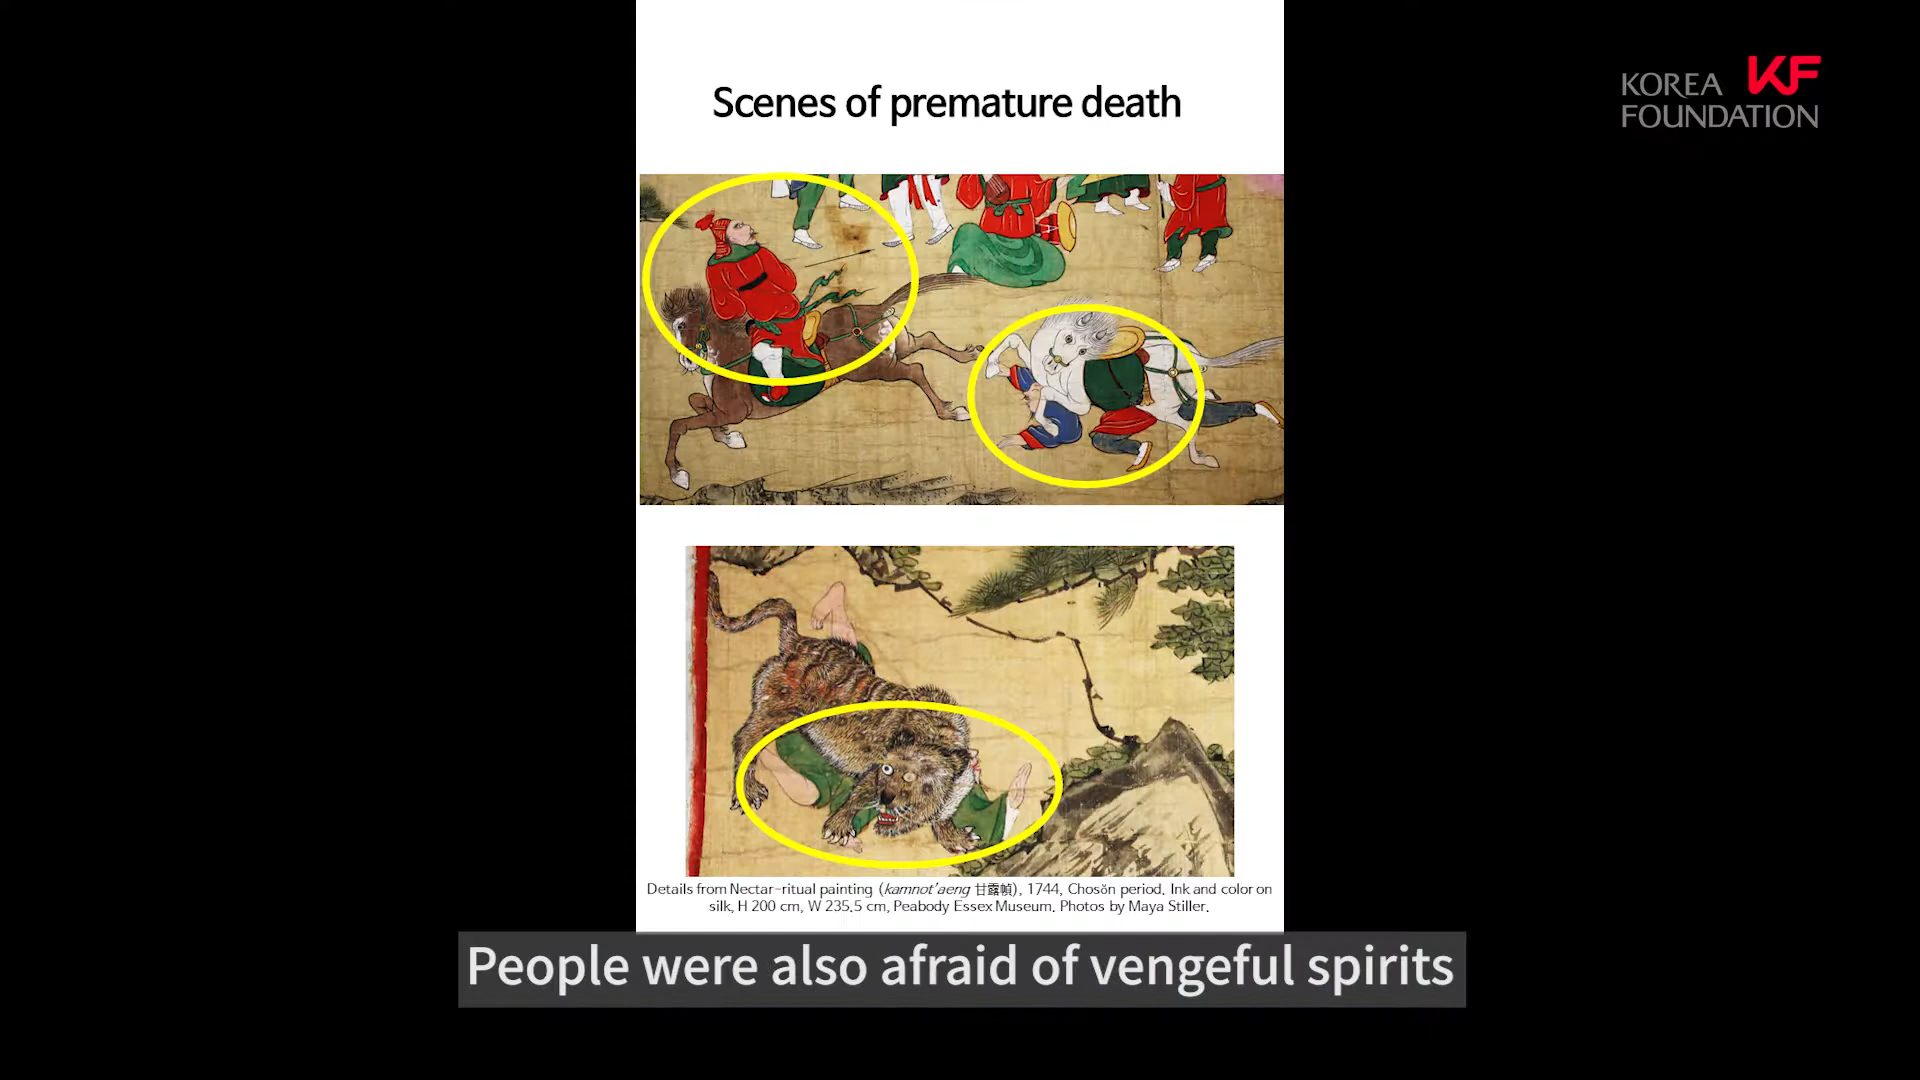 Scenes of premature death
KOREA KF
FOUNDATION
Details from Nectar-ritual painting (kamnot'aeng 甘露幀), 1744, Chosŏn period. Ink and color on
silk, H 200 cm, W 235.5 cm, Peabody Essex Museum. Photos by Maya Stiller.
People were also afraid of vengeful spirits